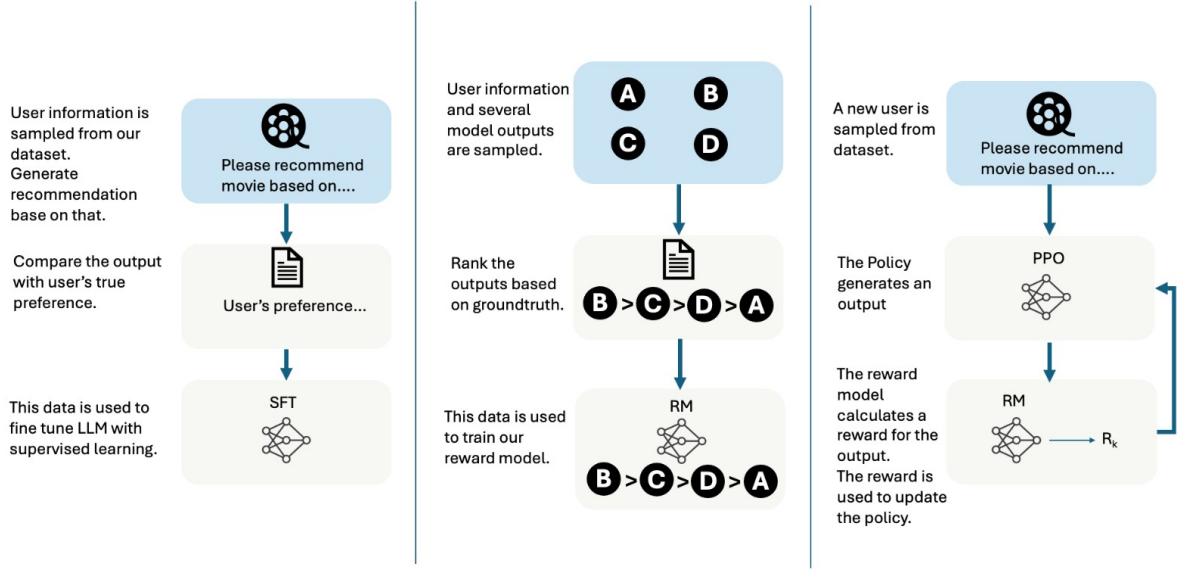 User information is
sampled from our
dataset.
Generate
recommendation
base on that.
Please recommend
movie based on....
Compare the output
with user's true
preference.
User's preference...
This data is used to
fine tune LLM with
supervised learning.
SFT
User information
and several
model outputs
are sampled.
A B
C D
Rank the
outputs based
on groundtruth.
B > C > D > A
This data is used
to train our
reward model.
RM
B > C > D > A
A new user is
sampled from
dataset.
Please recommend
movie based on....
The Policy
generates an
output
PPO
The reward
model
calculates a
reward for the
output.
The reward is
used to update
the policy.
RM
Rk